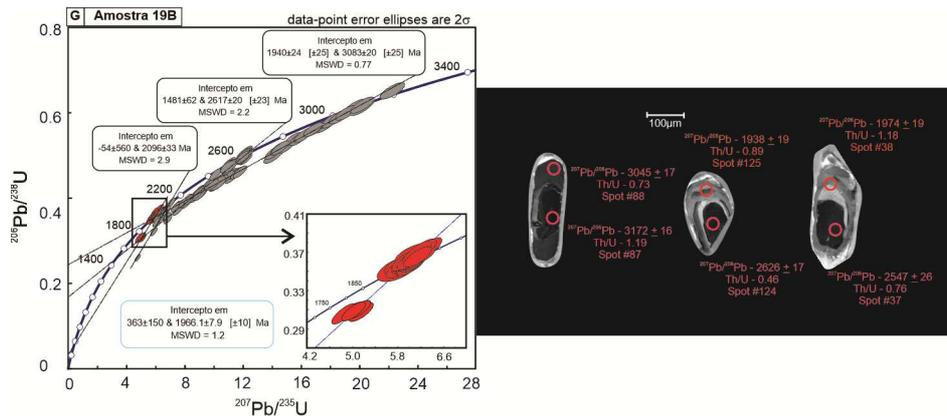 G Amostra 19B
data-point error ellipses are 2σ
0.8
0.6
0.4
0.2
0
²⁰⁶Pb/²³⁸U
Intercepto em
1940±24 [±25] & 3083±20 [±25] Ma
MSWD = 0.77
Intercepto em
1481±62 & 2617±20 [±23] Ma
MSWD = 2.2
Intercepto em
-54±560 & 2096±33 Ma
MSWD = 2.9
3400
3000
2600
2200
1800
1400
Intercepto em
363±150 & 1966.1±7.9 [±10] Ma
MSWD = 1.2
0.41
0.37
0.33
0.29
1750
1850
4.2
5.0
5.8
6.6
0 4 8 12 16 20 24 28
²⁰⁷Pb/²³⁵U
100µm
²⁰⁷Pb/²⁰⁶Pb - 3045 ± 17
Th/U - 0.73
Spot #88
²⁰⁷Pb/²⁰⁶Pb - 3172 ± 16
Th/U - 1.19
Spot #87
²⁰⁷Pb/²⁰⁶Pb - 1938 ± 19
Th/U - 0.89
Spot #125
²⁰⁷Pb/²⁰⁶Pb - 2626 ± 17
Th/U - 0.46
Spot #124
²⁰⁷Pb/²⁰⁶Pb - 1974 ± 19
Th/U - 1.18
Spot #38
²⁰⁷Pb/²⁰⁶Pb - 2547 ± 26
Th/U - 0.76
Spot #37